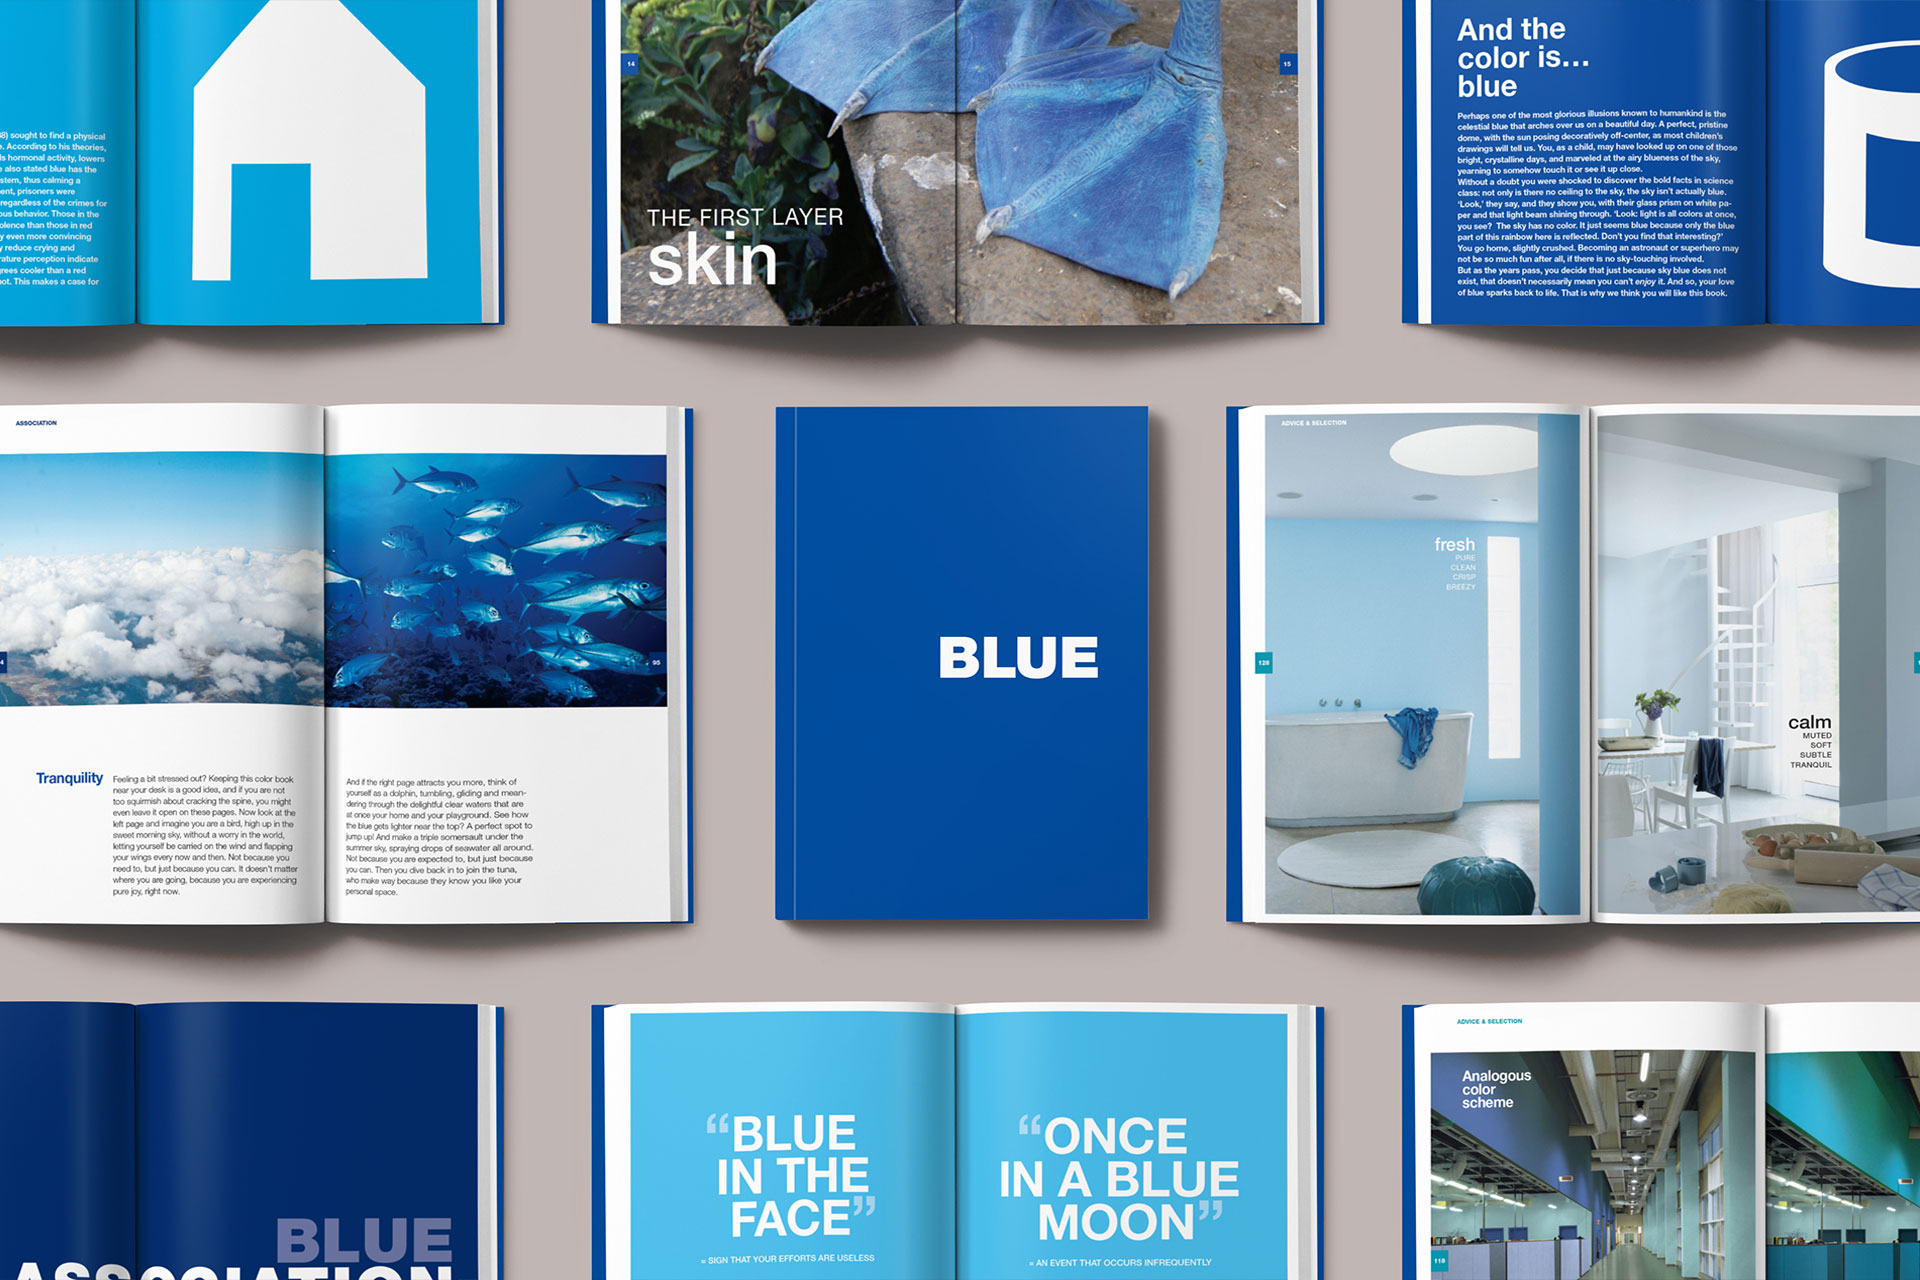 88) sought to find a physical
e. According to his theories,
ls hormonal activity, lowers
e also stated blue has the
stem, thus calming a
ent, prisoners were
regardless of the crimes for
ous behavior. Those in the
olence than those in red
y even more convincing
y reduce crying and
rature perception indicate
grees cooler than a red
oot. This makes a case for
14
15
THE FIRST LAYER
skin
And the
color is...
blue
Perhaps one of the most glorious illusions known to humankind is the
celestial blue that arches over us on a beautiful day. A perfect, pristine
dome, with the sun posing decoratively off-center, as most children's
drawings will tell us. You, as a child, may have looked up on one of those
bright, crystalline days, and marveled at the airy blueness of the sky,
yearning to somehow touch it or see it up close.
Without a doubt you were shocked to discover the bold facts in science
class: not only is there no ceiling to the sky, the sky isn't actually blue.
'Look,' they say, and they show you, with their glass prism on white pa-
per and that light beam shining through. 'Look: light is all colors at once,
you see? The sky has no color. It just seems blue because only the blue
part of this rainbow here is reflected. Don't you find that interesting?'
You go home, slightly crushed. Becoming an astronaut or superhero may
not be so much fun after all, if there is no sky-touching involved.
But as the years pass, you decide that just because sky blue does not
exist, that doesn't necessarily mean you can't enjoy it. And so, your love
of blue sparks back to life. That is why we think you will like this book.
ASSOCIATION
4
95
Tranquility
Feeling a bit stressed out? Keeping this color book
near your desk is a good idea, and if you are not
too squirmish about cracking the spine, you might
even leave it open on these pages. Now look at the
left page and imagine you are a bird, high up in the
sweet morning sky, without a worry in the world,
letting yourself be carried on the wind and flapping
your wings every now and then. Not because you
need to, but just because you can. It doesn't matter
where you are going, because you are experiencing
pure joy, right now.
And if the right page attracts you more, think of
yourself as a dolphin, tumbling, gliding and mean-
dering through the delightful clear waters that are
at once your home and your playground. See how
the blue gets lighter near the top? A perfect spot to
jump up! And make a triple somersault under the
summer sky, spraying drops of seawater all around.
Not because you are expected to, but just because
you can. Then you dive back in to join the tuna,
who make way because they know you like your
personal space.
BLUE
ADVICE & SELECTION
fresh
PURE
CLEAN
CRISP
BREEZY
128
calm
MUTED
SOFT
SUBTLE
TRANQUIL
BLUE
ASSOCIATION
“BLUE
IN THE
FACE”
= SIGN THAT YOUR EFFORTS ARE USELESS
“ONCE
IN A BLUE
MOON”
= AN EVENT THAT OCCURS INFREQUENTLY
ADVICE & SELECTION
Analogous
color
scheme
118